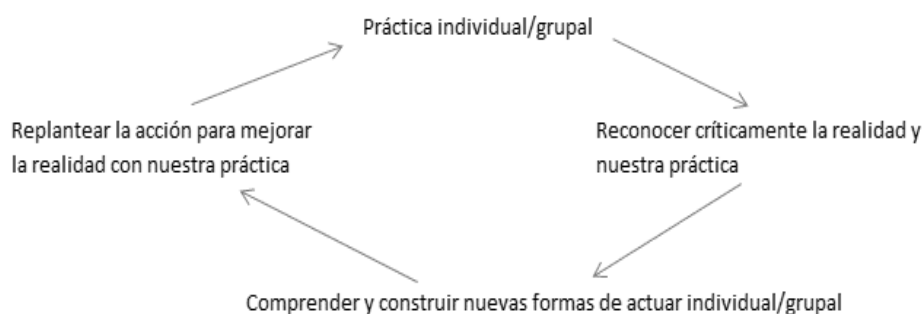 Práctica individual/grupal
Replantear la acción para mejorar
la realidad con nuestra práctica
Reconocer críticamente la realidad y
nuestra práctica
Comprender y construir nuevas formas de actuar individual/grupal